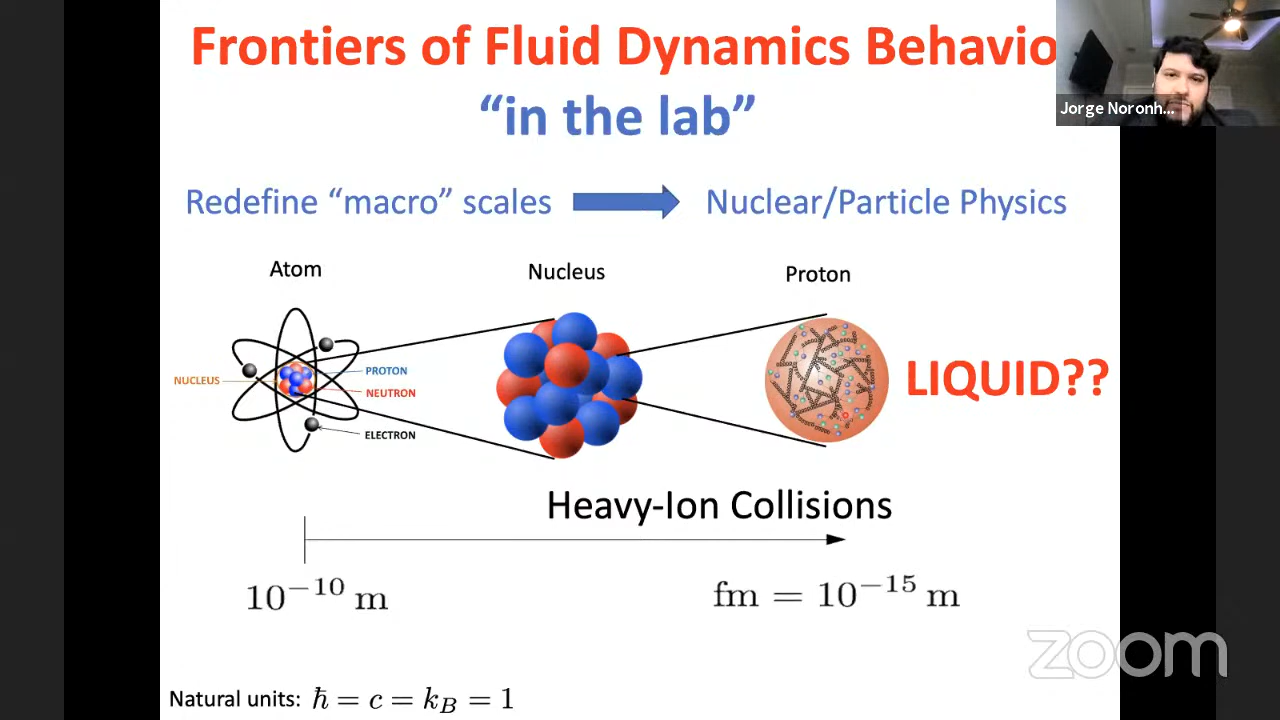 Frontiers of Fluid Dynamics Behavio
"in the lab"
Jorge Noronh...
Redefine "macro" scales
Nuclear/Particle Physics
Atom
Nucleus
Proton
NUCLEUS
PROTON
NEUTRON
ELECTRON
LIQUID??
Heavy-Ion Collisions
10⁻¹⁰ m
fm = 10⁻¹⁵ m
zoom
Natural units: ħ = c = k_B = 1